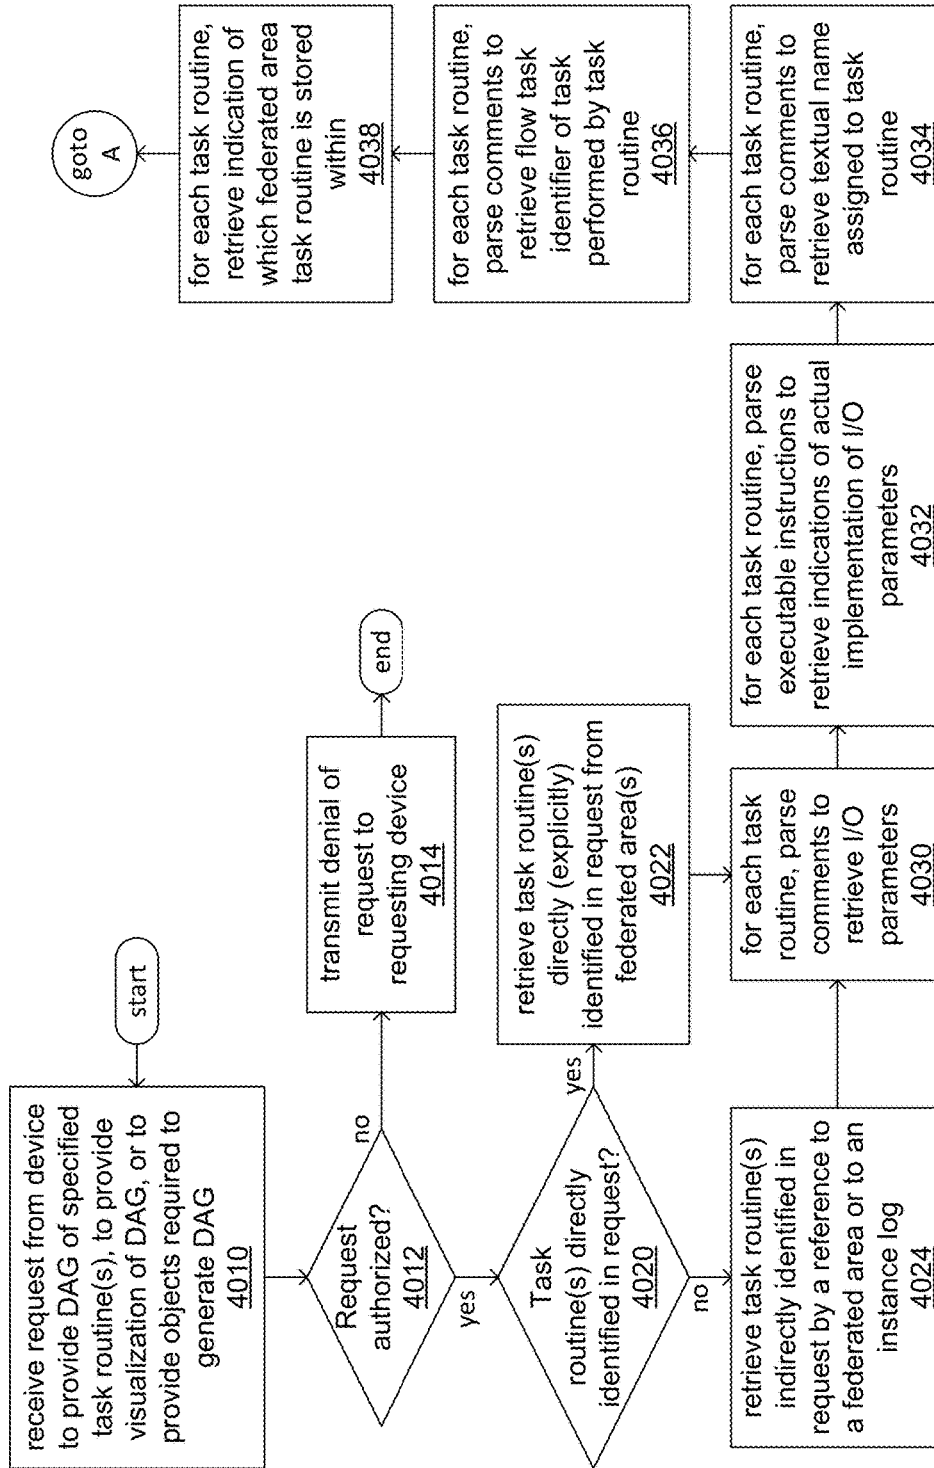 start
receive request from device
to provide DAG of specified
task routine(s), to provide
visualization of DAG, or to
provide objects required to
generate DAG
4010
Request
authorized?
4012
no
transmit denial of
request to
requesting device
4014
end
yes
Task
routine(s) directly
identified in request?
4020
yes
retrieve task routine(s)
directly (explicitly)
identified in request from
federated area(s)
4022
no
retrieve task routine(s)
indirectly identified in
request by a reference to
a federated area or to an
instance log
4024
for each task
routine, parse
comments to
retrieve I/O
parameters
4030
for each task routine, parse
executable instructions to
retrieve indications of actual
implementation of I/O
parameters
4032
for each task routine,
parse comments to
retrieve textual name
assigned to task
routine
4034
for each task routine,
parse comments to
retrieve flow task
identifier of task
performed by task
routine
4036
for each task routine,
retrieve indication of
which federated area
task routine is stored
within
4038
goto
A